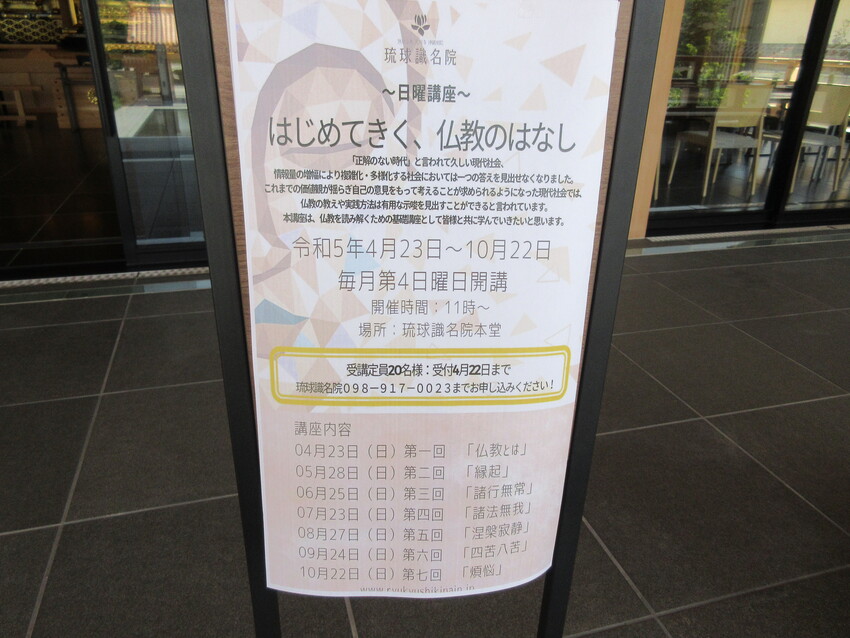 琉球識名院
～日曜講座～
はじめてきく、仏教のはなし
「正解のない時代」と言われて久しい現代社会、
情報量の増幅により複雑化・多様化する社会においては一つの答えを見出せなくなりました。
これまでの価値観が揺らぎ自己の意見をもって考えることが求められるようになった現代社会では、
仏教の教えや実践方法は有用な示唆を見出すことができると言われています。
本講座は、仏教を読み解くための基礎講座として皆様と共に学んでいきたいと思います。
令和5年4月23日～10月22日
毎月第4日曜日開講
開催時間：11時～
場所：琉球識名院本堂
受講定員20名様：受付4月22日まで
琉球識名院098−917−0023までお申し込みください！
講座内容
04月23日（日）第一回 「仏教とは」
05月28日（日）第二回 「縁起」
06月25日（日）第三回 「諸行無常」
07月23日（日）第四回 「諸法無我」
08月27日（日）第五回 「涅槃寂静」
09月24日（日）第六回 「四苦八苦」
10月22日（日）第七回 「煩悩」
www.ryukyushikinain.jp